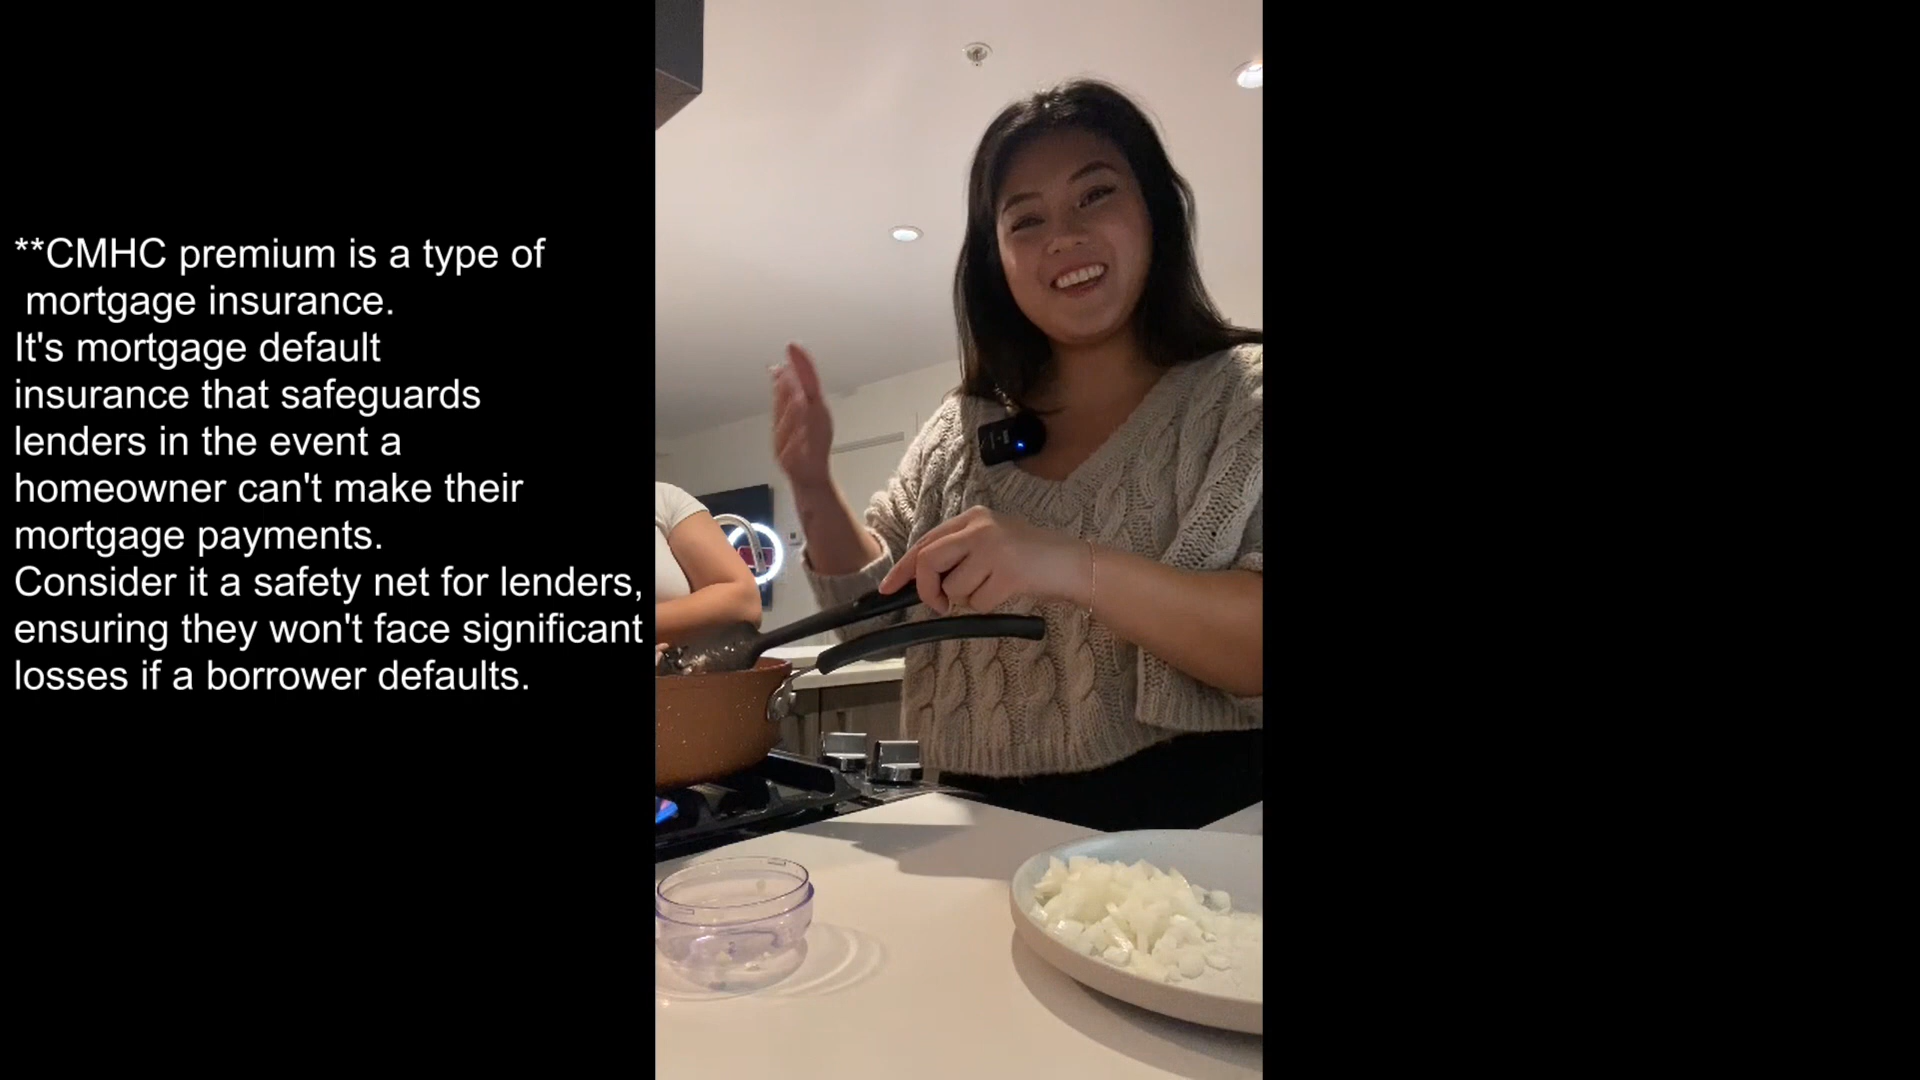 **CMHC premium is a type of
mortgage insurance.
It's mortgage default
insurance that safeguards
lenders in the event a
homeowner can't make their
mortgage payments.
Consider it a safety net for lenders,
ensuring they won't face significant
losses if a borrower defaults.